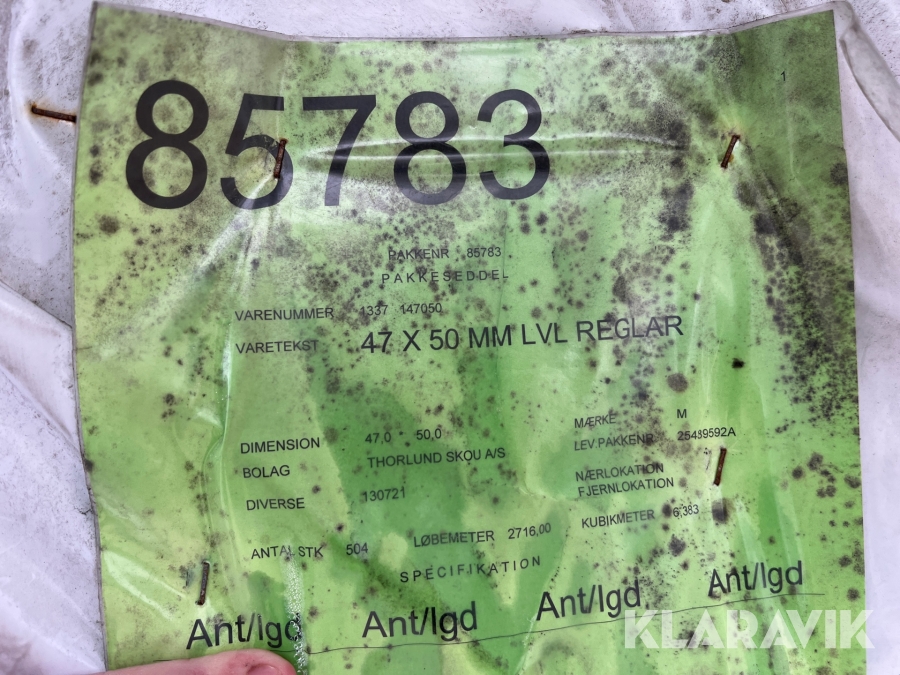 1
85783
PAKKENR 85783
PAKKESEDDEL
VARENUMMER 1337 147050
VARETEKST 47 X 50 MM LVL REGLAR
DIMENSION 47,0 50,0 MÆRKE M
BOLAG THORLUND SKOU A/S LEV.PAKKENR 25489592A
DIVERSE 130721 NÆRLOKATION
FJERNLOKATION
ANTAL STK 504 LØBEMETER 2716,00 KUBIKMETER 6,383
SPECIFIKATION
Ant/lgd Ant/lgd Ant/lgd Ant/lgd
KLARAVIK